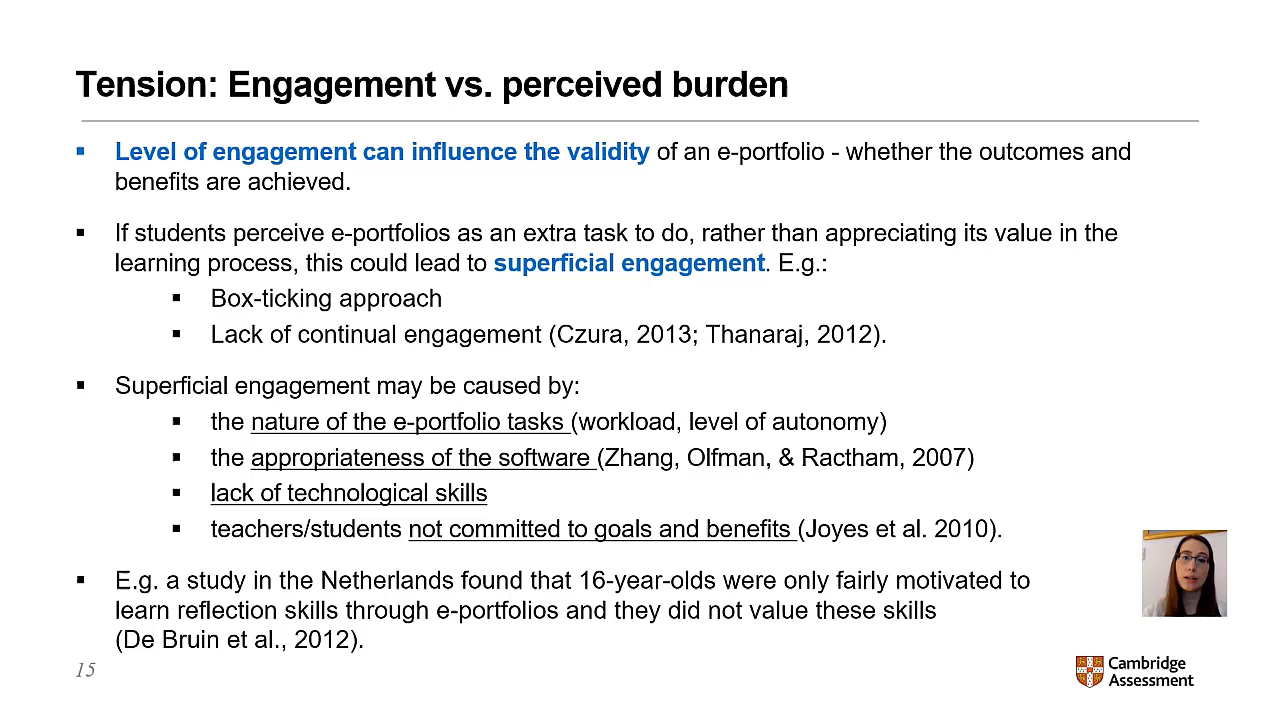 Tension: Engagement vs. perceived burden
▪ Level of engagement can influence the validity of an e-portfolio - whether the outcomes and
benefits are achieved.
▪ If students perceive e-portfolios as an extra task to do, rather than appreciating its value in the
learning process, this could lead to superficial engagement. E.g.:
▪ Box-ticking approach
▪ Lack of continual engagement (Czura, 2013; Thanaraj, 2012).
▪ Superficial engagement may be caused by:
▪ the nature of the e-portfolio tasks (workload, level of autonomy)
▪ the appropriateness of the software (Zhang, Olfman, & Ractham, 2007)
▪ lack of technological skills
▪ teachers/students not committed to goals and benefits (Joyes et al. 2010).
▪ E.g. a study in the Netherlands found that 16-year-olds were only fairly motivated to
learn reflection skills through e-portfolios and they did not value these skills
(De Bruin et al., 2012).
15
Cambridge
Assessment